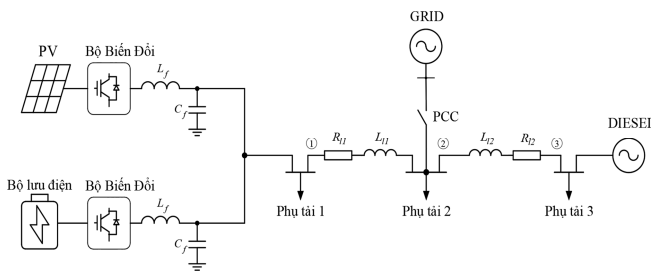 GRID
PV
Bộ Biến Đổi
L_f
C_f
PCC
DIESEl
①
R_l1
L_l1
②
L_l2
R_l2
③
Bộ lưu điện
Bộ Biến Đổi
L_f
C_f
Phụ tải 1
Phụ tải 2
Phụ tải 3